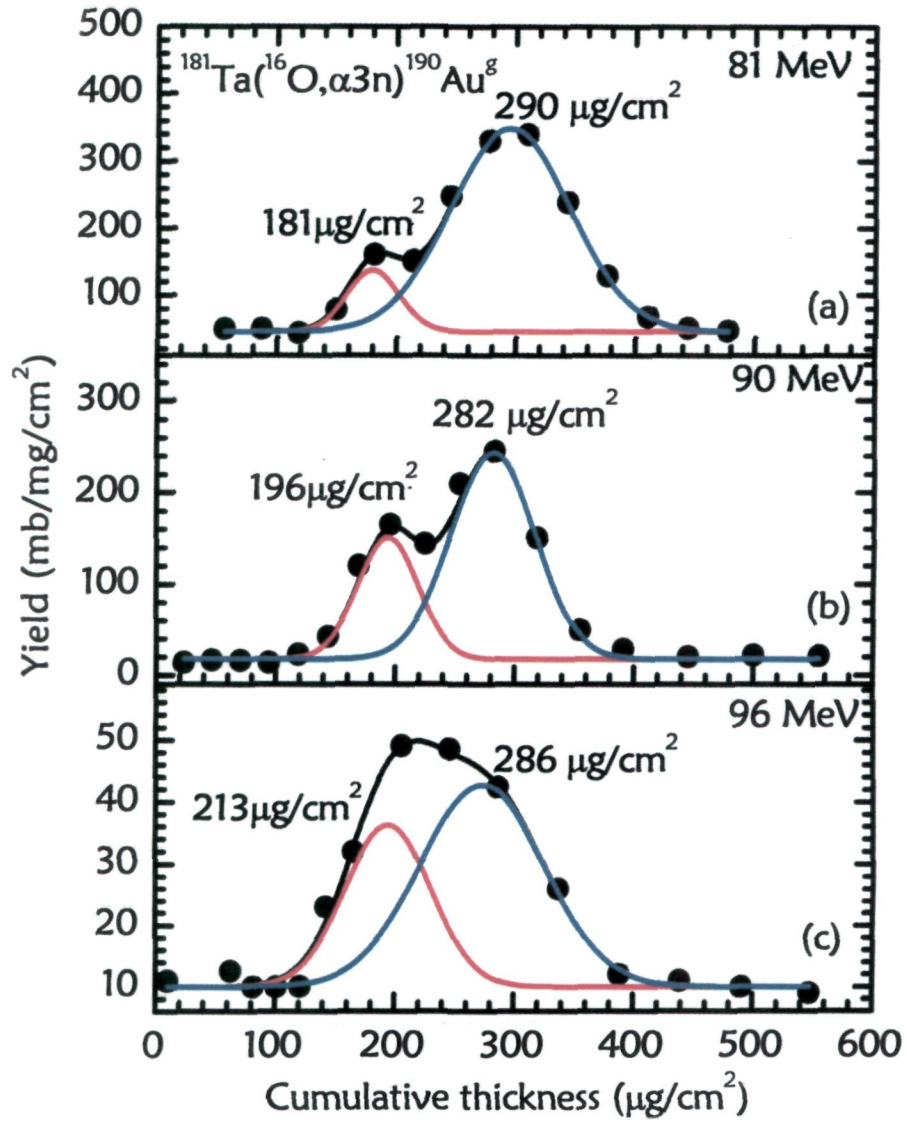 500
400
300
200
100
¹⁸¹Ta(¹⁶O,α3n)¹⁹⁰Auᵍ
81 MeV
290 μg/cm²
181μg/cm²
(a)
90 MeV
300
200
100
0
282 μg/cm²
196μg/cm²
(b)
96 MeV
50
40
30
20
10
286 μg/cm²
213μg/cm²
(c)
Yield (mb/mg/cm²)
0 100 200 300 400 500 600
Cumulative thickness (μg/cm²)